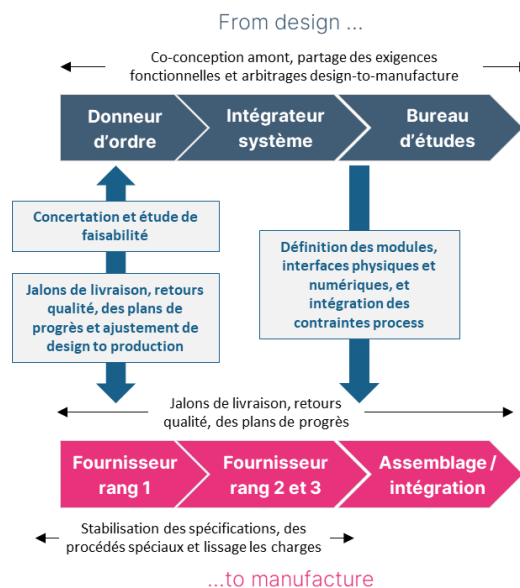 From design ...
Co-conception amont, partage des exigences
fonctionnelles et arbitrages design-to-manufacture
Donneur
d'ordre
Intégrateur
système
Bureau
d'études
Concertation et étude de
faisabilité
Jalons de livraison, retours
qualité, des plans de
progrès et ajustement de
design to production
Définition des modules,
interfaces physiques et
numériques, et
intégration des
contraintes process
Jalons de livraison, retours
qualité, des plans de progrès
Fournisseur
rang 1
Fournisseur
rang 2 et 3
Assemblage /
intégration
Stabilisation des spécifications, des
procédés spéciaux et lissage les charges
...to manufacture